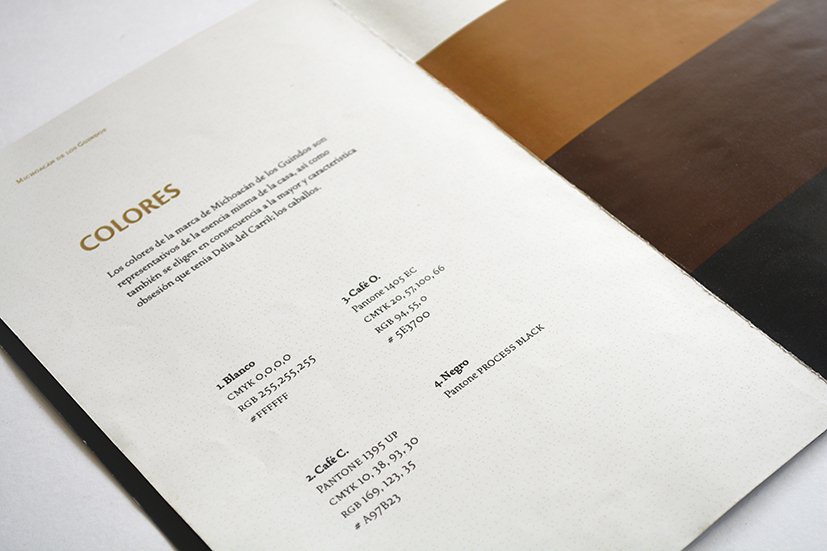 Michoacán de los Guindos
COLORES
Los colores de la marca de Michoacán de los Guindos son
representativos de la esencia misma de la casa, así como
también se eligen en consecuencia a la mayor y característica
obsesión que tenia Delia del Carril; los caballos.
1. Blanco
CMYK 0,0,0,0
RGB 255,255,255
#FFFFFF
2. Café C.
PANTONE 1395 UP
CMYK 10, 38, 93, 30
RGB 169, 123, 35
# A97B23
3-Café O.
Pantone 1405 EC
CMYK 20, 57, 100, 66
RGB 94, 55, 0
# 5E3700
4- Negro
Pantone PROCESS BLACK